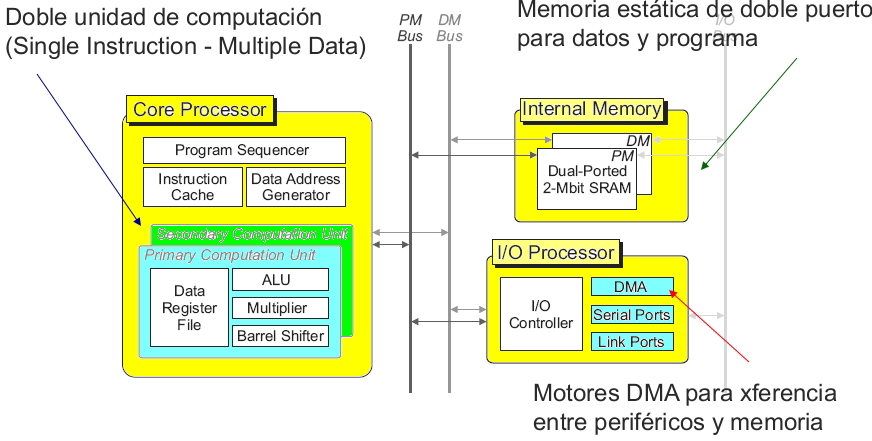 Doble unidad de computación
(Single Instruction - Multiple Data)
PM
Bus
DM
Bus
I/O
Bus
Memoria estática de doble puerto
para datos y programa
Core Processor
Program Sequencer
Instruction
Cache
Data Address
Generator
Secondary Computation Unit
Primary Computation Unit
Data
Register
File
ALU
Multiplier
Barrel Shifter
Internal Memory
DM
PM
Dual-Ported
2-Mbit SRAM
I/O Processor
I/O
Controller
DMA
Serial Ports
Link Ports
Motores DMA para xferencia
entre periféricos y memoria